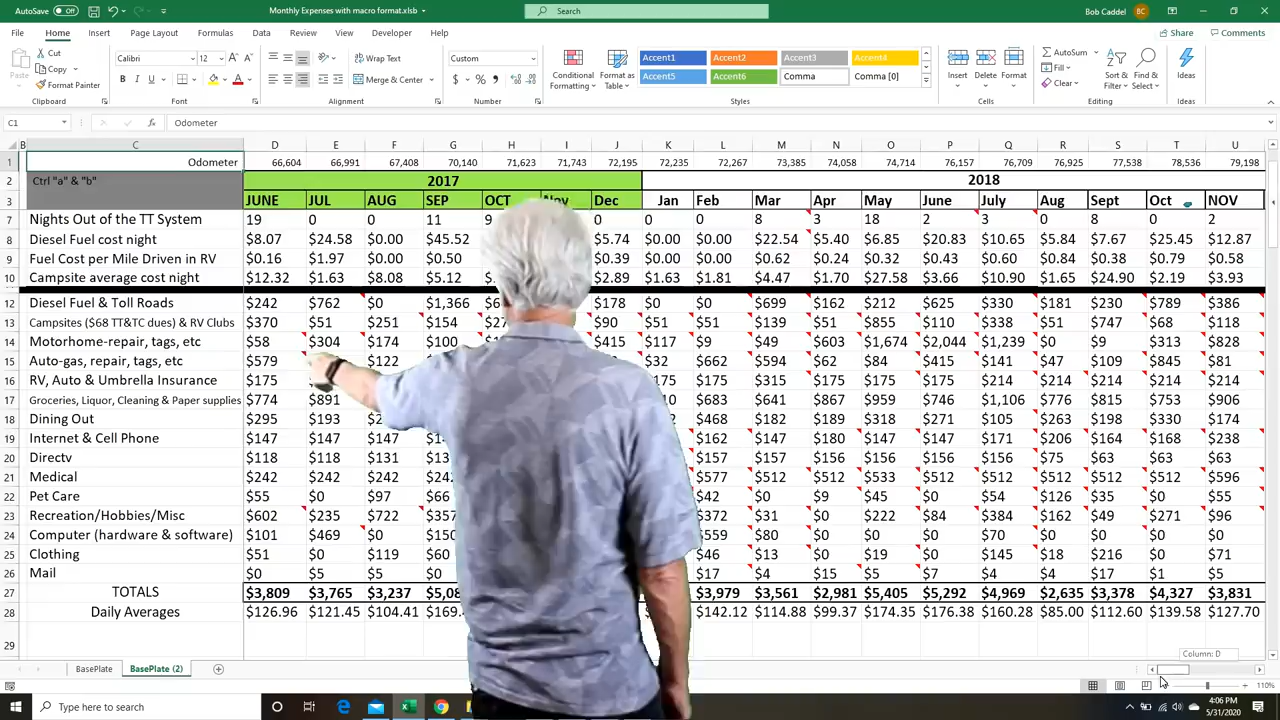 AutoSave Off Monthly Expenses with macro format.xlsb Search Bob Caddel BC
File Home Insert Page Layout Formulas Data Review View Developer Help Share Comments
Paste Cut Copy Format Painter Clipboard
Calibri 12 B I U Font
Wrap Text Merge & Center Alignment
Custom $ % Number
Conditional Formatting Format as Table
Accent1 Accent2 Accent3 Accent4
Accent5 Accent6 Comma Comma [0]
Styles
Insert Delete Format Cells
AutoSum Fill Clear Sort & Filter Find & Select Editing
Ideas Ideas
C1 fx Odometer
B C D E F G H I J K L M N O P Q R S T U
1 Odometer 66,604 66,991 67,408 70,140 71,623 71,743 72,195 72,235 72,267 73,385 74,058 74,714 76,157 76,709 76,925 77,538 78,536 79,198
2 Ctrl "a" & "b" 2017 2018
3 JUNE JUL AUG SEP OCT Nov Dec Jan Feb Mar Apr May June July Aug Sept Oct NOV
7 Nights Out of the TT System 19 0 0 11 9 0 0 0 8 3 18 2 3 0 8 0 2
8 Diesel Fuel cost night $8.07 $24.58 $0.00 $45.52 $5.74 $0.00 $0.00 $22.54 $5.40 $6.85 $20.83 $10.65 $5.84 $7.67 $25.45 $12.87
9 Fuel Cost per Mile Driven in RV $0.16 $1.97 $0.00 $0.50 $0.39 $0.00 $0.00 $0.62 $0.24 $0.32 $0.43 $0.60 $0.84 $0.38 $0.79 $0.58
10 Campsite average cost night $12.32 $1.63 $8.08 $5.12 $2.89 $1.63 $1.81 $4.47 $1.70 $27.58 $3.66 $10.90 $1.65 $24.90 $2.19 $3.93
12 Diesel Fuel & Toll Roads $242 $762 $0 $1,366 $178 $0 $0 $699 $162 $212 $625 $330 $181 $230 $789 $386
13 Campsites ($68 TT&TC dues) & RV Clubs $370 $51 $251 $154 $90 $51 $51 $139 $51 $855 $110 $338 $51 $747 $68 $118
14 Motorhome-repair, tags, etc $58 $304 $174 $100 $415 $117 $9 $49 $603 $1,674 $2,044 $1,239 $0 $313 $0 $828
15 Auto-gas, repair, tags, etc $579 $122 $32 $662 $594 $62 $84 $415 $141 $47 $109 $845 $81
16 RV, Auto & Umbrella Insurance $175 $175 $175 $315 $175 $175 $175 $214 $214 $214 $214 $214
17 Groceries, Liquor, Cleaning & Paper supplies $774 $891 $683 $641 $867 $959 $746 $1,106 $776 $815 $753 $906
18 Dining Out $295 $193 $468 $182 $189 $318 $271 $105 $263 $198 $330 $174
19 Internet & Cell Phone $147 $147 $147 $162 $147 $180 $147 $147 $171 $206 $164 $168 $238
20 Directv $118 $118 $131 $157 $156 $156 $156 $156 $156 $75 $63 $63 $63
21 Medical $242 $242 $242 $577 $512 $512 $533 $512 $512 $512 $512 $512 $596
22 Pet Care $55 $0 $97 $66 $42 $0 $9 $45 $0 $54 $126 $35 $0 $55
23 Recreation/Hobbies/Misc $602 $235 $722 $357 $372 $31 $0 $222 $84 $384 $162 $49 $271 $96
24 Computer (hardware & software) $101 $469 $0 $150 $559 $80 $0 $0 $0 $70 $0 $0 $0 $0
25 Clothing $51 $0 $119 $60 $46 $13 $0 $19 $0 $145 $18 $216 $0 $71
26 Mail $0 $5 $5 $0 $17 $4 $15 $5 $7 $4 $4 $17 $1 $5
27 TOTALS $3,809 $3,765 $3,237 $3,979 $3,561 $2,981 $5,405 $5,292 $4,969 $2,635 $3,378 $4,327 $3,831
28 Daily Averages $126.96 $121.45 $104.41 $142.12 $114.88 $99.37 $174.35 $176.38 $160.28 $85.00 $112.60 $139.58 $127.70
29
Column: D
BasePlate BasePlate (2)
110%
Type here to search 4:06 PM
5/31/2020